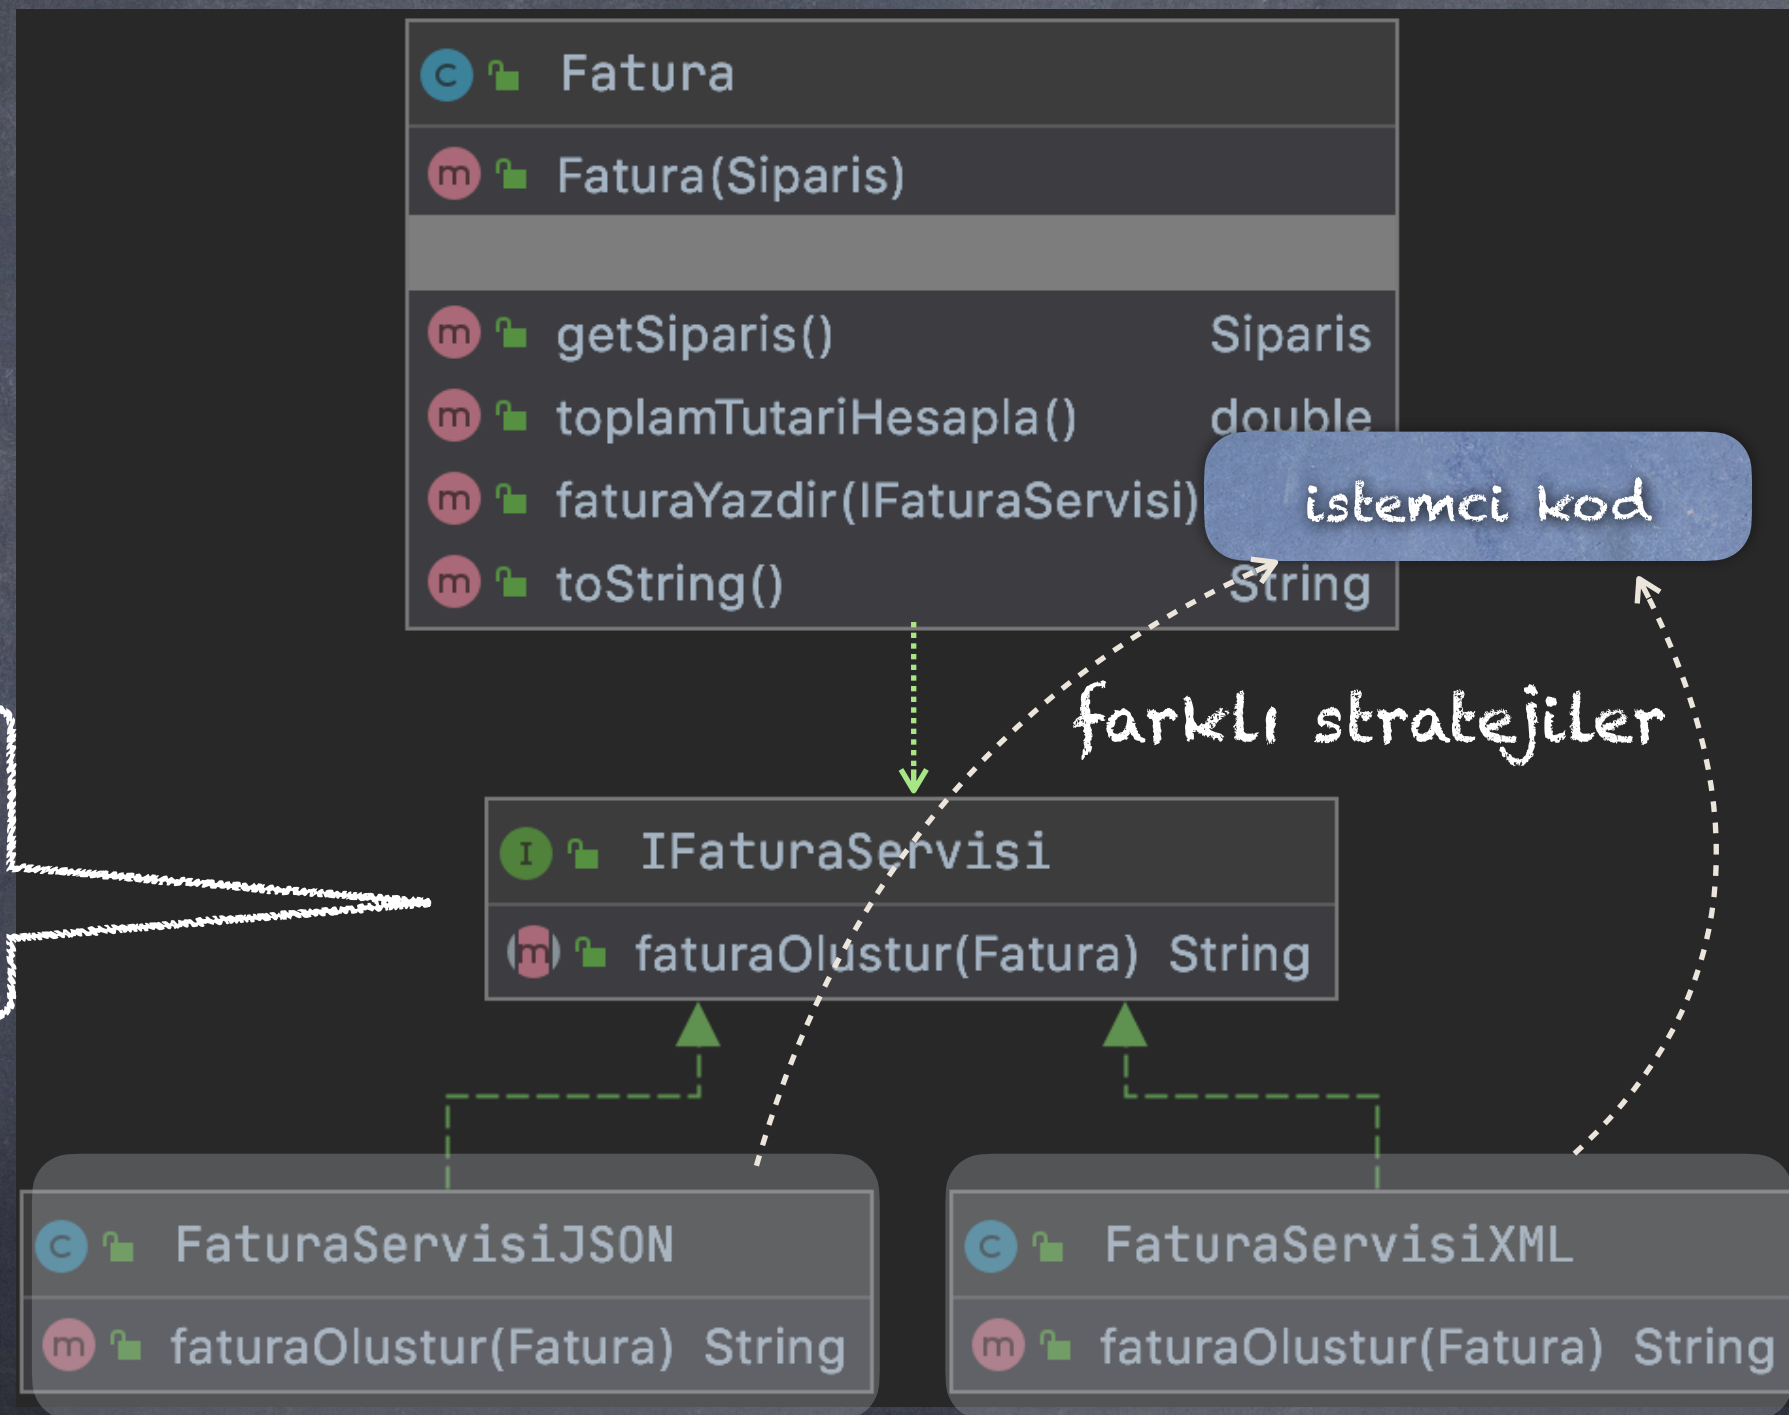 C Fatura
m Fatura(Siparis)
m getSiparis() Siparis
m toplamTutariHesapla() double
m faturaYazdir(IFaturaServisi)
istemci kod
m toString() String
farklı stratejiler
I IFaturaServisi
m faturaOlustur(Fatura) String
C FaturaServisiJSON
m faturaOlustur(Fatura) String
C FaturaServisiXML
m faturaOlustur(Fatura) String